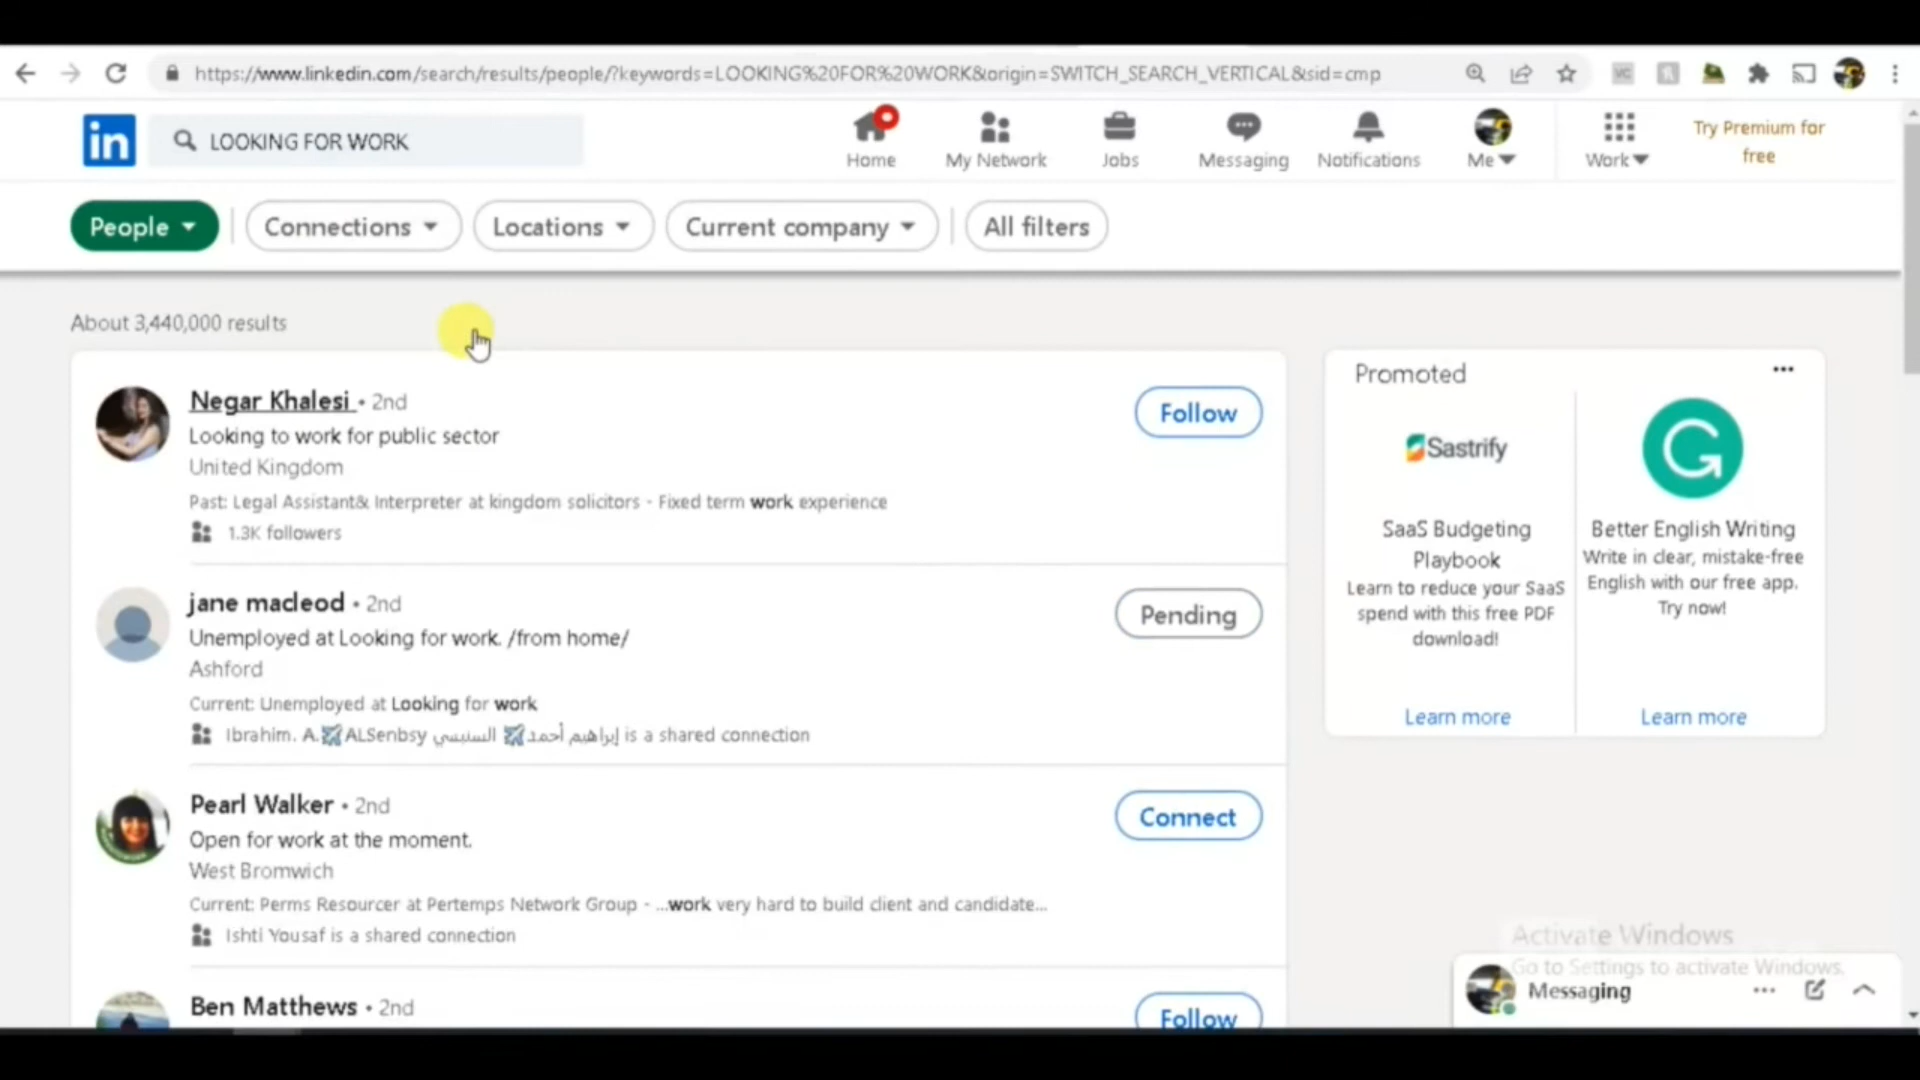 https://www.linkedin.com/search/results/people/?keywords=LOOKING%20FOR%20WORK&origin=SWITCH_SEARCH_VERTICAL&sid=cmp
in
LOOKING FOR WORK
Home
My Network
Jobs
Messaging
Notifications
Me
Work
Try Premium for
free
People
Connections
Locations
Current company
All filters
About 3,440,000 results
Negar Khalesi • 2nd
Looking to work for public sector
United Kingdom
Past: Legal Assistant& Interpreter at kingdom solicitors - Fixed term work experience
1.3K followers
Follow
jane macleod • 2nd
Unemployed at Looking for work. /from home/
Ashford
Current: Unemployed at Looking for work
Ibrahim. A.✈ALSenbsy إبراهيم أحمد✈ السنبسي is a shared connection
Pending
Pearl Walker • 2nd
Open for work at the moment.
West Bromwich
Current: Perms Resourcer at Pertemps Network Group - ...work very hard to build client and candidate...
Ishti Yousaf is a shared connection
Connect
Ben Matthews • 2nd
Follow
Promoted
Sastrify
SaaS Budgeting
Playbook
Learn to reduce your SaaS
spend with this free PDF
download!
Learn more
Better English Writing
Write in clear, mistake-free
English with our free app.
Try now!
Learn more
Activate Windows
Go to Settings to activate Windows.
Messaging